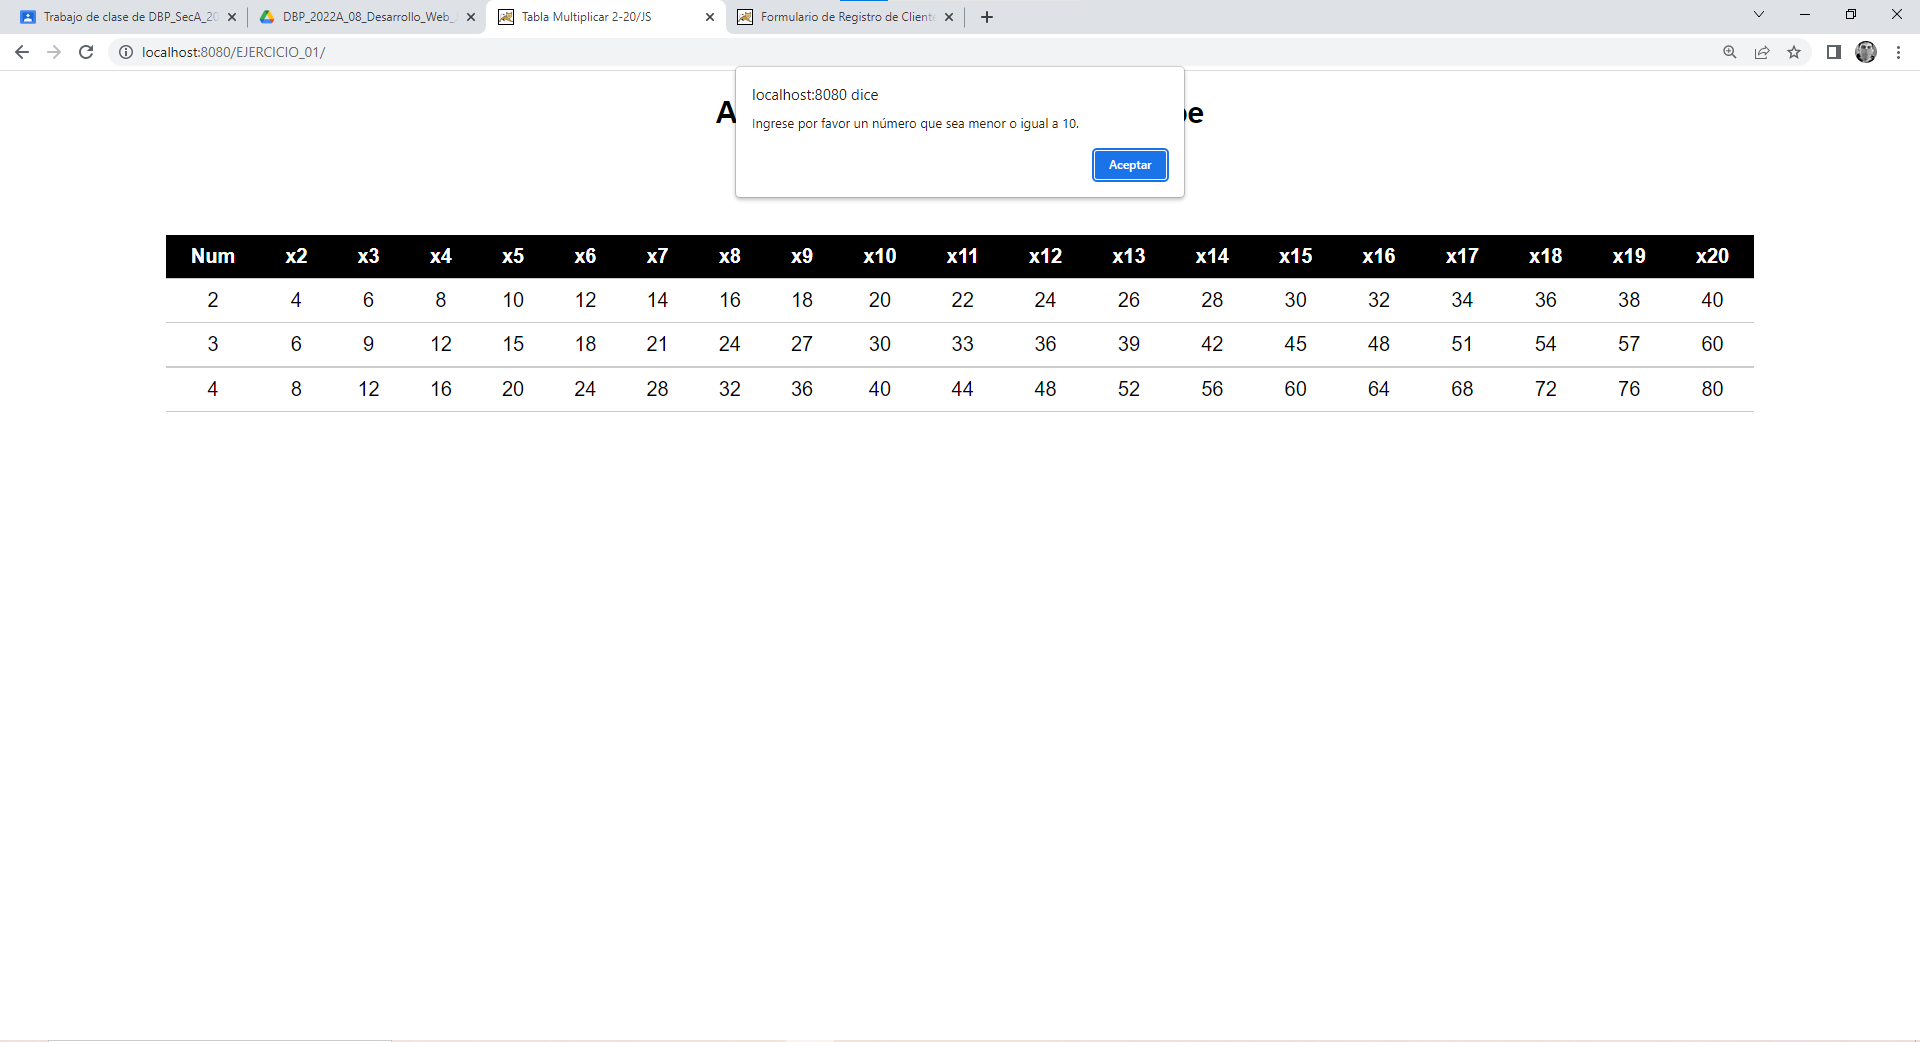 Trabajo de clase de DBP_SecA_20
DBP_2022A_08_Desarrollo_Web_
Tabla Multiplicar 2-20/JS
Formulario de Registro de Cliente
localhost:8080/EJERCICIO_01/
localhost:8080 dice
Ingrese por favor un número que sea menor o igual a 10.
Aceptar
Num x2 x3 x4 x5 x6 x7 x8 x9 x10 x11 x12 x13 x14 x15 x16 x17 x18 x19 x20
2 4 6 8 10 12 14 16 18 20 22 24 26 28 30 32 34 36 38 40
3 6 9 12 15 18 21 24 27 30 33 36 39 42 45 48 51 54 57 60
4 8 12 16 20 24 28 32 36 40 44 48 52 56 60 64 68 72 76 80